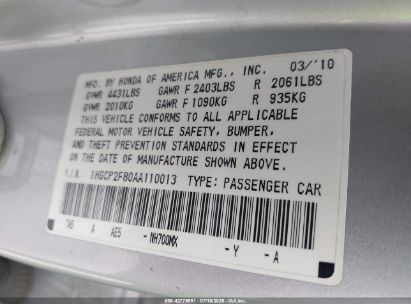 MFD. BY HONDA OF AMERICA MFG., INC. 03/'10
GVWR 4431LBS GAWR F 2403LBS R 2061LBS
GVWR 2010KG GAWR F 1090KG R 935KG
THIS VEHICLE CONFORMS TO ALL APPLICABLE
FEDERAL MOTOR VEHICLE SAFETY, BUMPER,
AND THEFT PREVENTION STANDARDS IN EFFECT
ON THE DATE OF MANUFACTURE SHOWN ABOVE.
V.I.N.: 1HGCP2F80AA110013 TYPE: PASSENGER CAR
TA5 A AE5 - NH700MX - Y - A